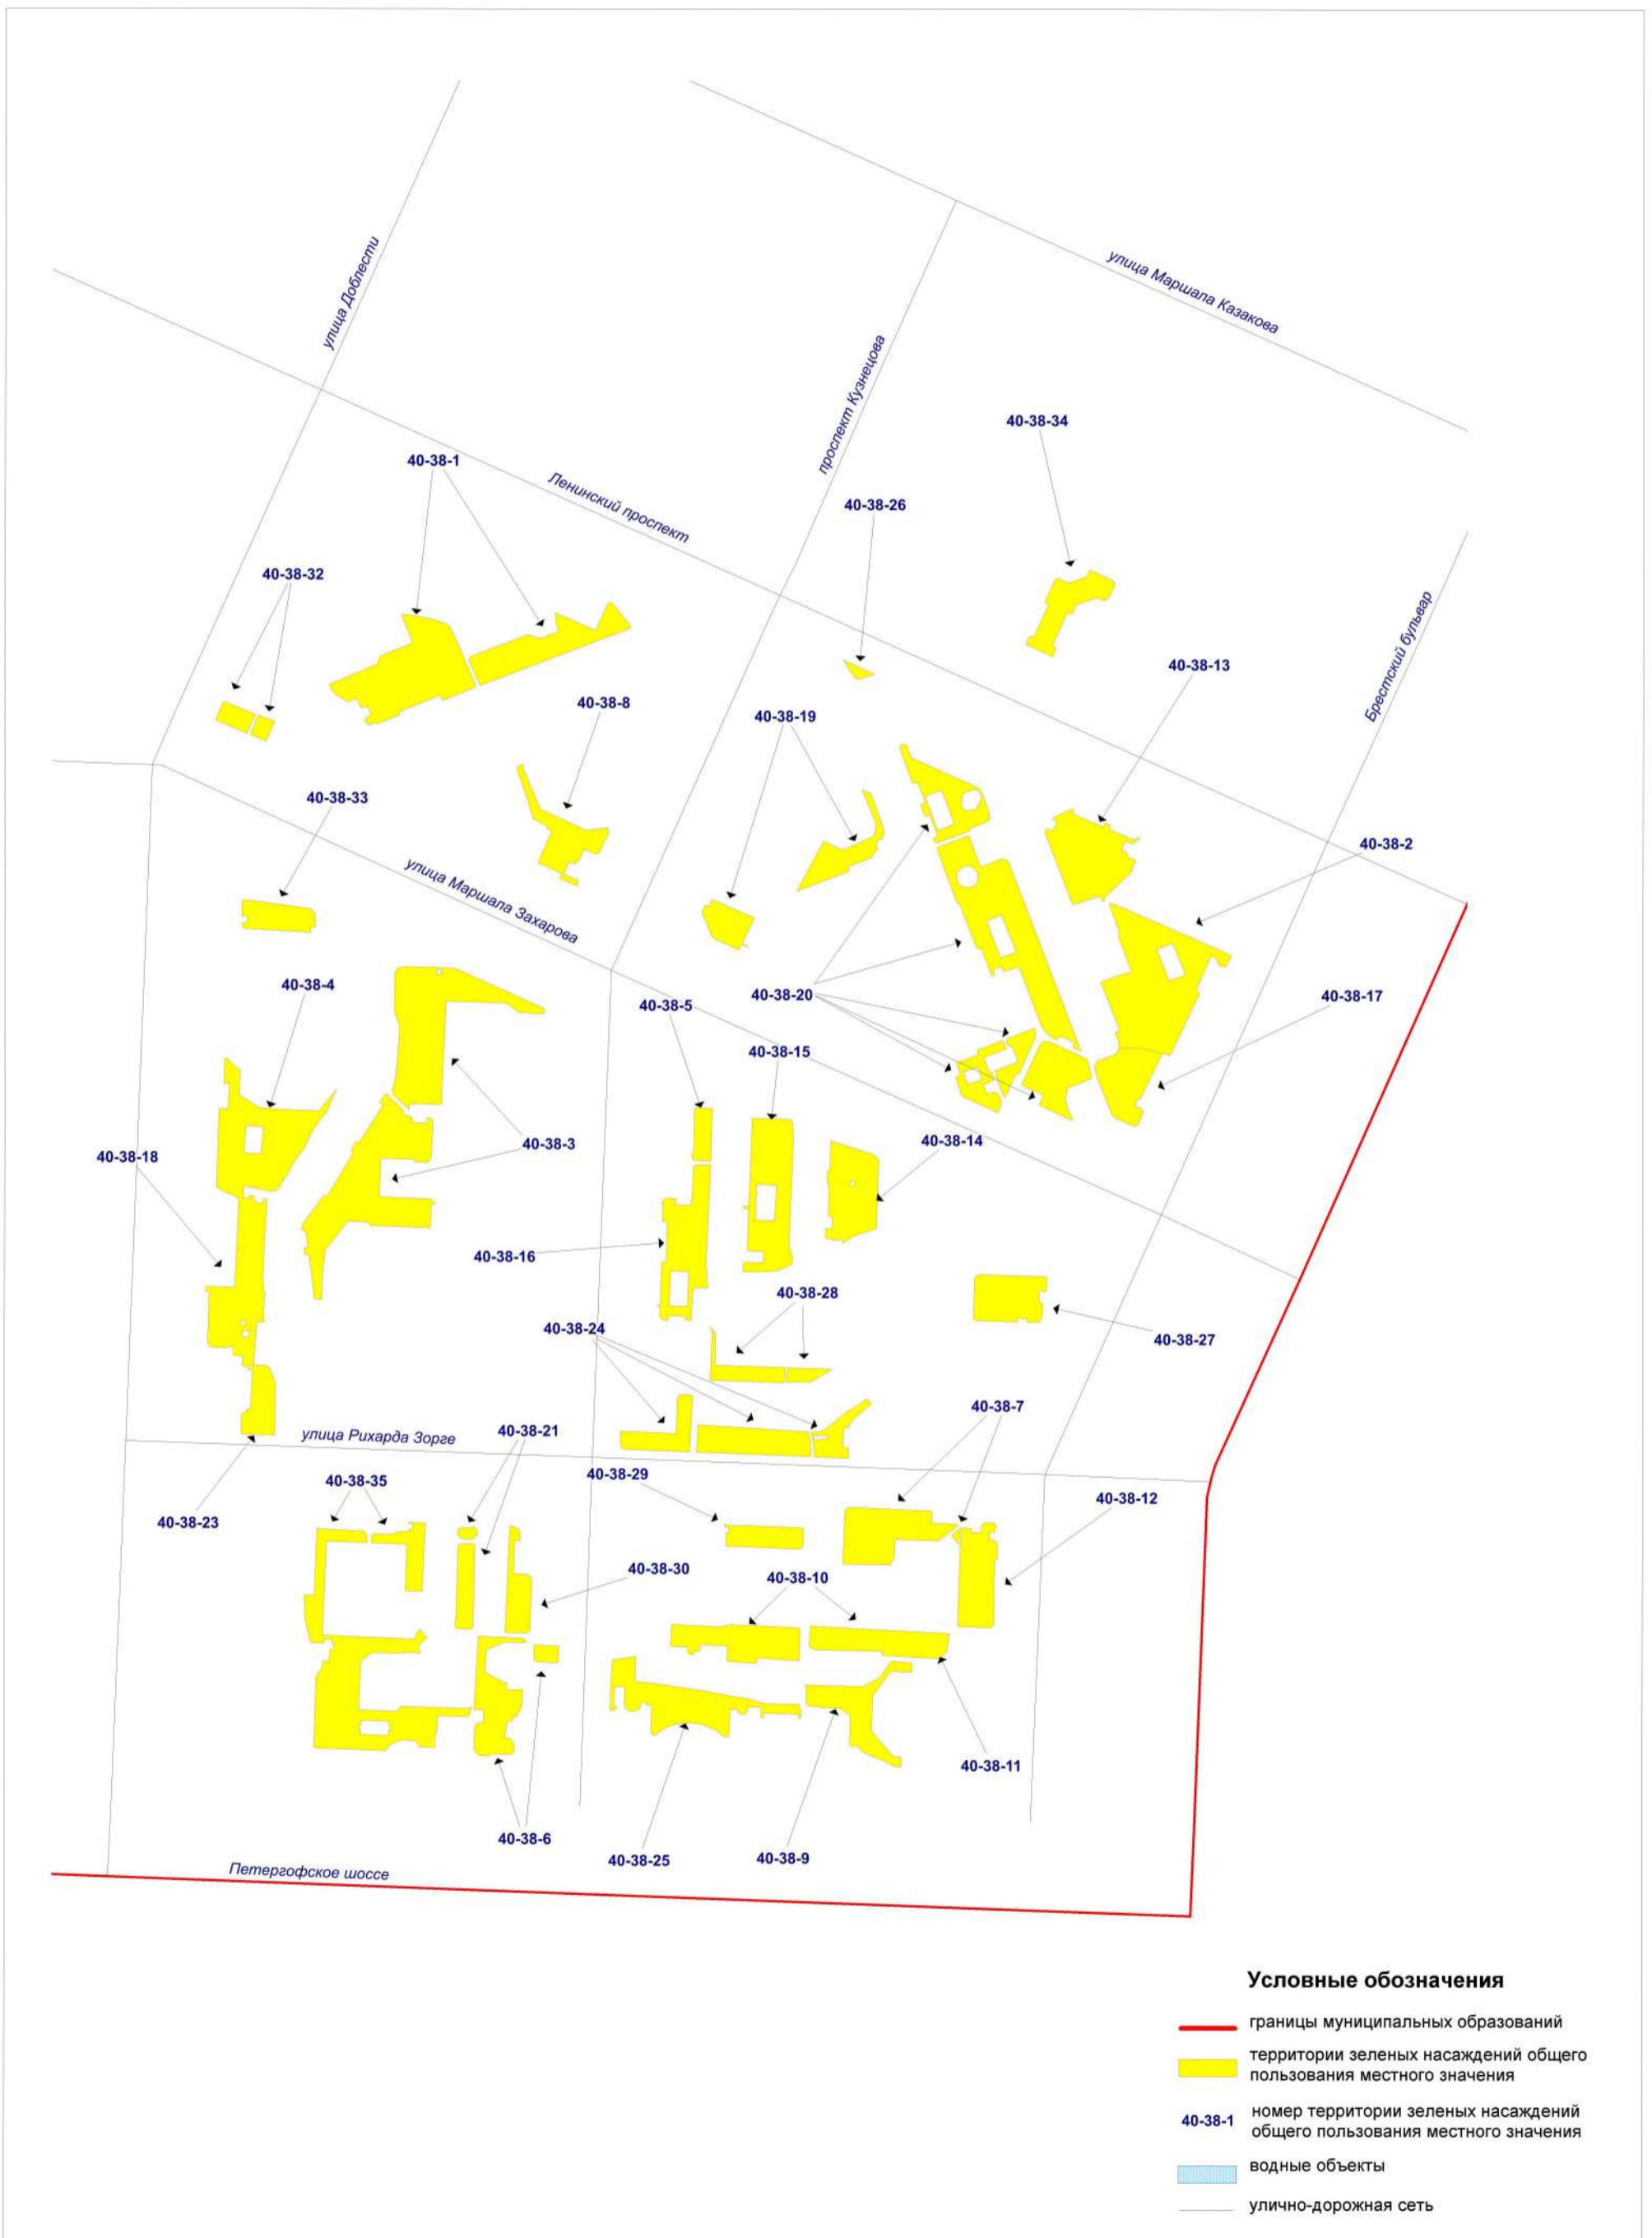 улица Доблести
улица Маршала Казакова
проспект Кузнецова
40-38-34
40-38-1
Ленинский проспект
40-38-26
40-38-32
Брестский бульвар
40-38-13
40-38-8
40-38-19
40-38-33
40-38-2
улица Маршала Захарова
40-38-4
40-38-5
40-38-20
40-38-17
40-38-15
40-38-3
40-38-14
40-38-18
40-38-16
40-38-28
40-38-24
40-38-27
40-38-7
улица Рихарда Зорге
40-38-21
40-38-35
40-38-29
40-38-12
40-38-23
40-38-30
40-38-10
40-38-11
40-38-6
40-38-25
40-38-9
Петергофское шоссе
Условные обозначения
границы муниципальных образований
территории зеленых насаждений общего
пользования местного значения
40-38-1
номер территории зеленых насаждений
общего пользования местного значения
водные объекты
улично-дорожная сеть